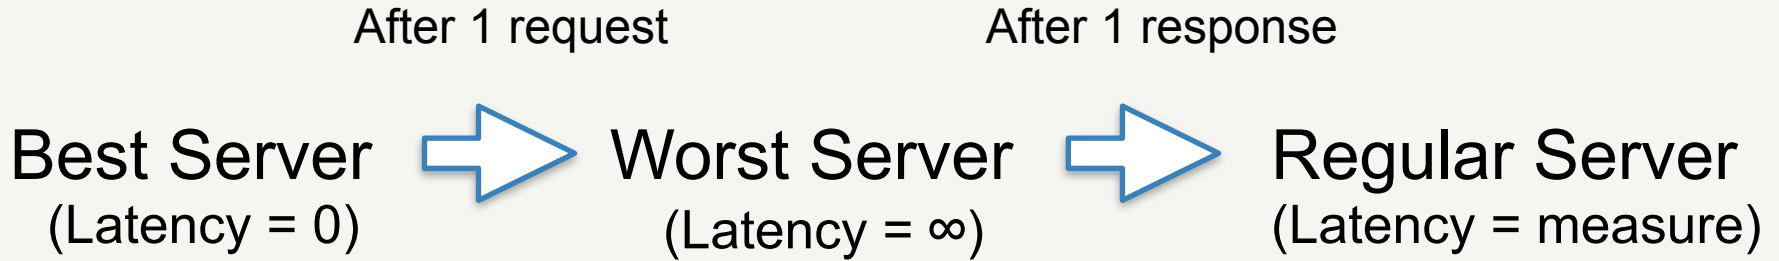 After 1 request
After 1 response
Best Server
Worst Server
Regular Server
(Latency = 0)
(Latency = ∞)
(Latency = measure)